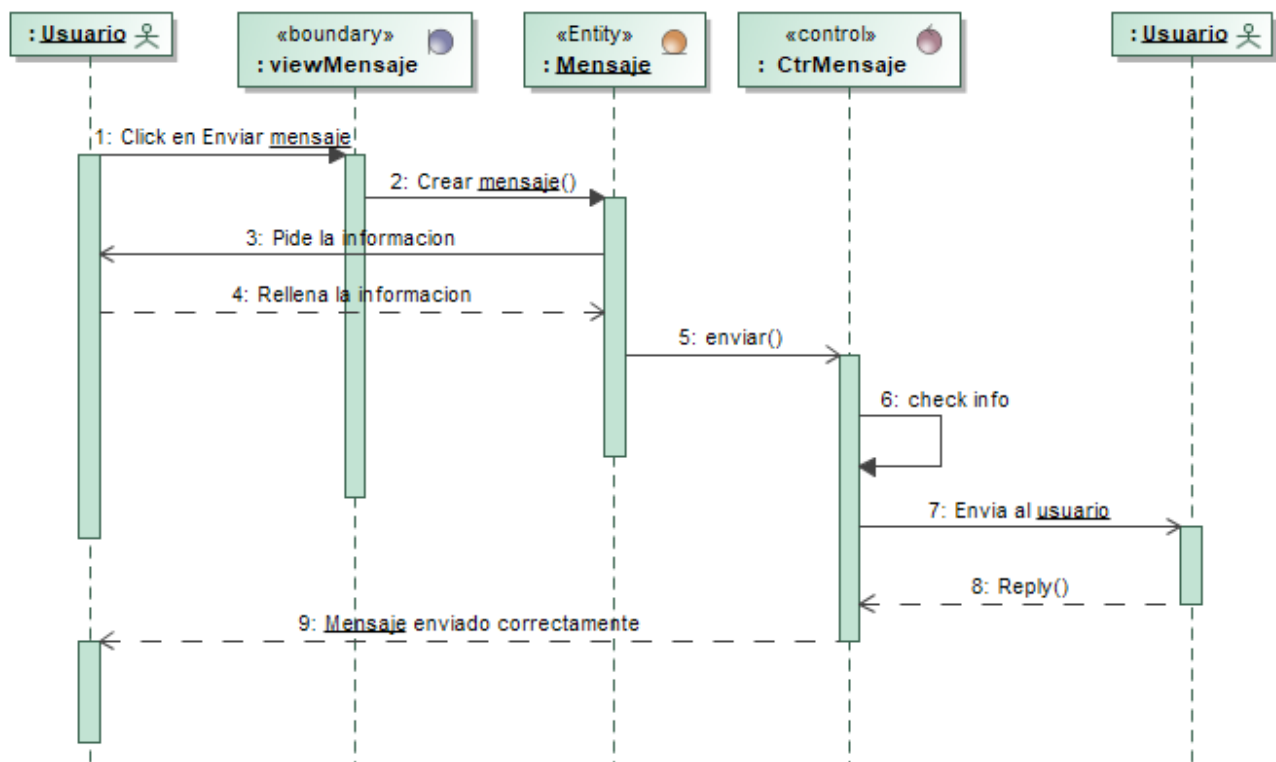 : Usuario
«boundary»
: viewMensaje
«Entity»
: Mensaje
«control»
: CtrMensaje
: Usuario
1: Click en Enviar mensaje
2: Crear mensaje()
3: Pide la informacion
4: Rellena la informacion
5: enviar()
6: check info
7: Envia al usuario
8: Reply()
9: Mensaje enviado correctamente